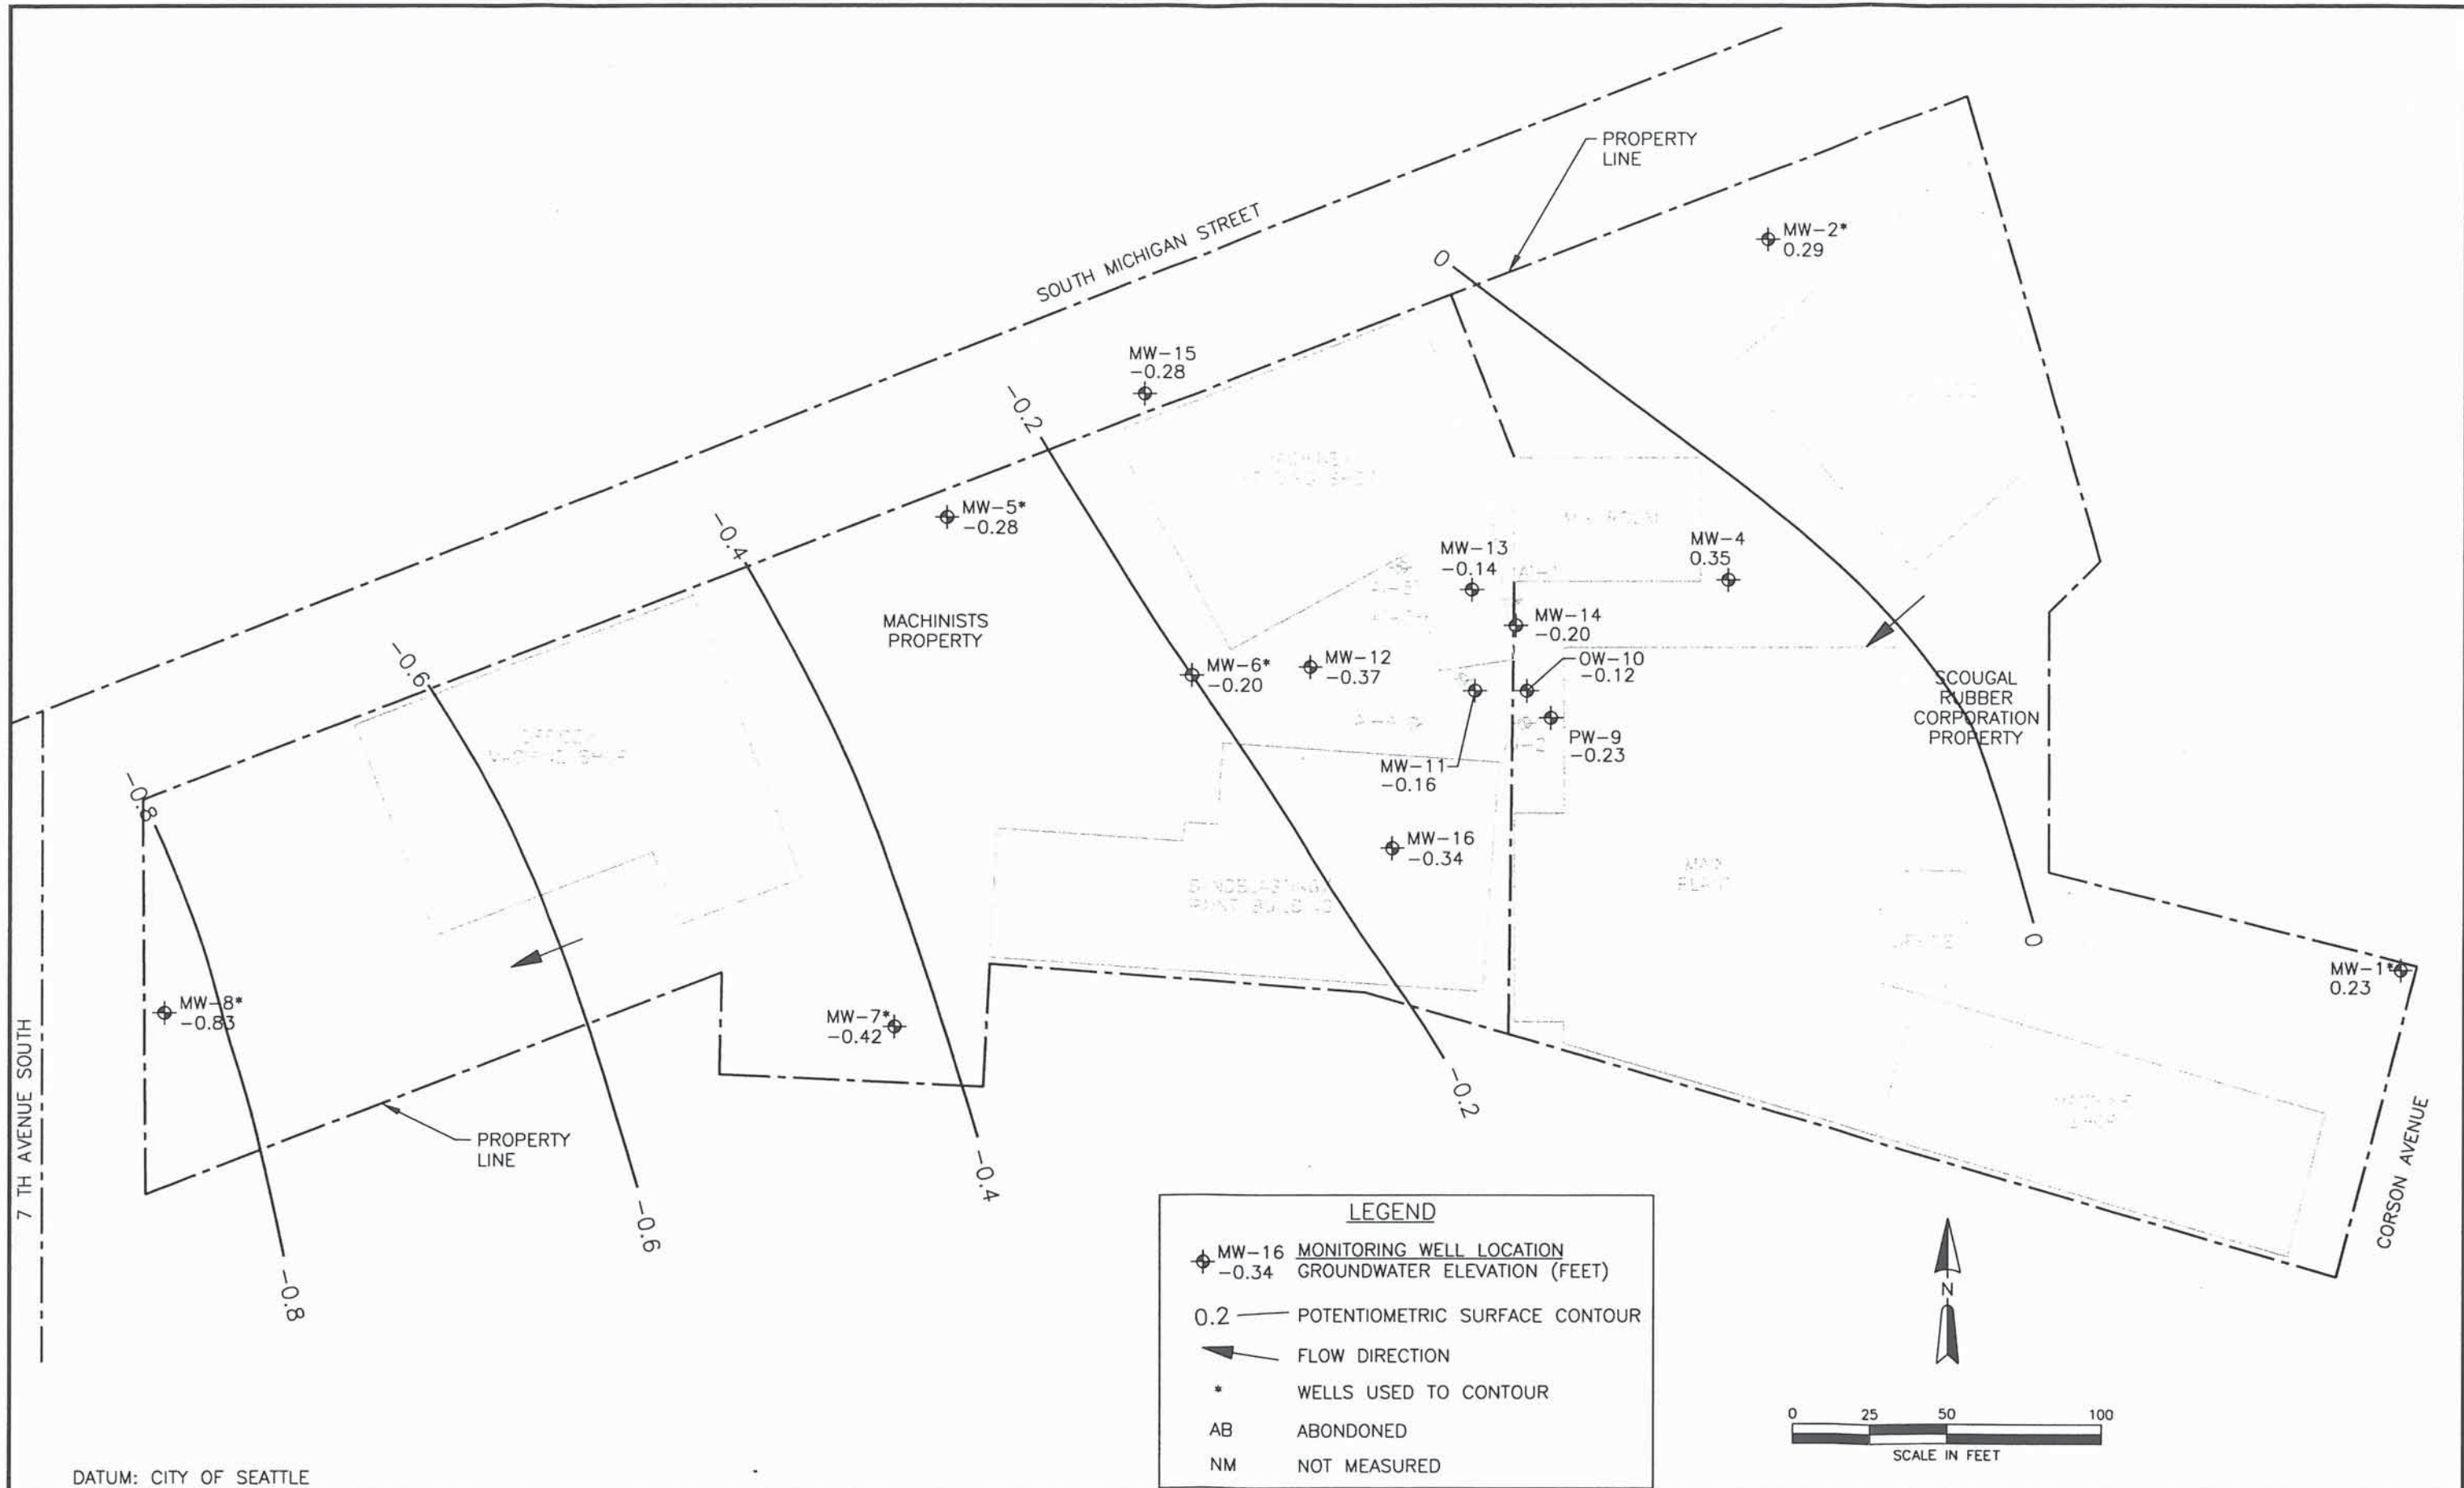 PROPERTY
LINE
MW-2*
0.29
SOUTH MICHIGAN STREET
0
MW-15
-0.28
-0.2
MW-5*
-0.28
-0.4
MW-13
-0.14
MW-4
0.35
MACHINISTS
PROPERTY
MW-14
-0.20
-0.6
MW-6*
-0.20
MW-12
-0.37
OW-10
-0.12
SCOUGAL
RUBBER
CORPORATION
PROPERTY
PW-9
-0.23
MW-11
-0.16
-0.8
MW-16
-0.34
MAIN
PLANT
0
MW-1*
0.23
MW-8*
-0.83
MW-7*
-0.42
7 TH AVENUE SOUTH
PROPERTY
LINE
-0.2
-0.4
-0.6
-0.8
CORSON AVENUE
LEGEND
MW-16 MONITORING WELL LOCATION
-0.34 GROUNDWATER ELEVATION (FEET)
0.2 POTENTIOMETRIC SURFACE CONTOUR
FLOW DIRECTION
* WELLS USED TO CONTOUR
AB ABONDONED
NM NOT MEASURED
N
0 25 50 100
SCALE IN FEET
DATUM: CITY OF SEATTLE